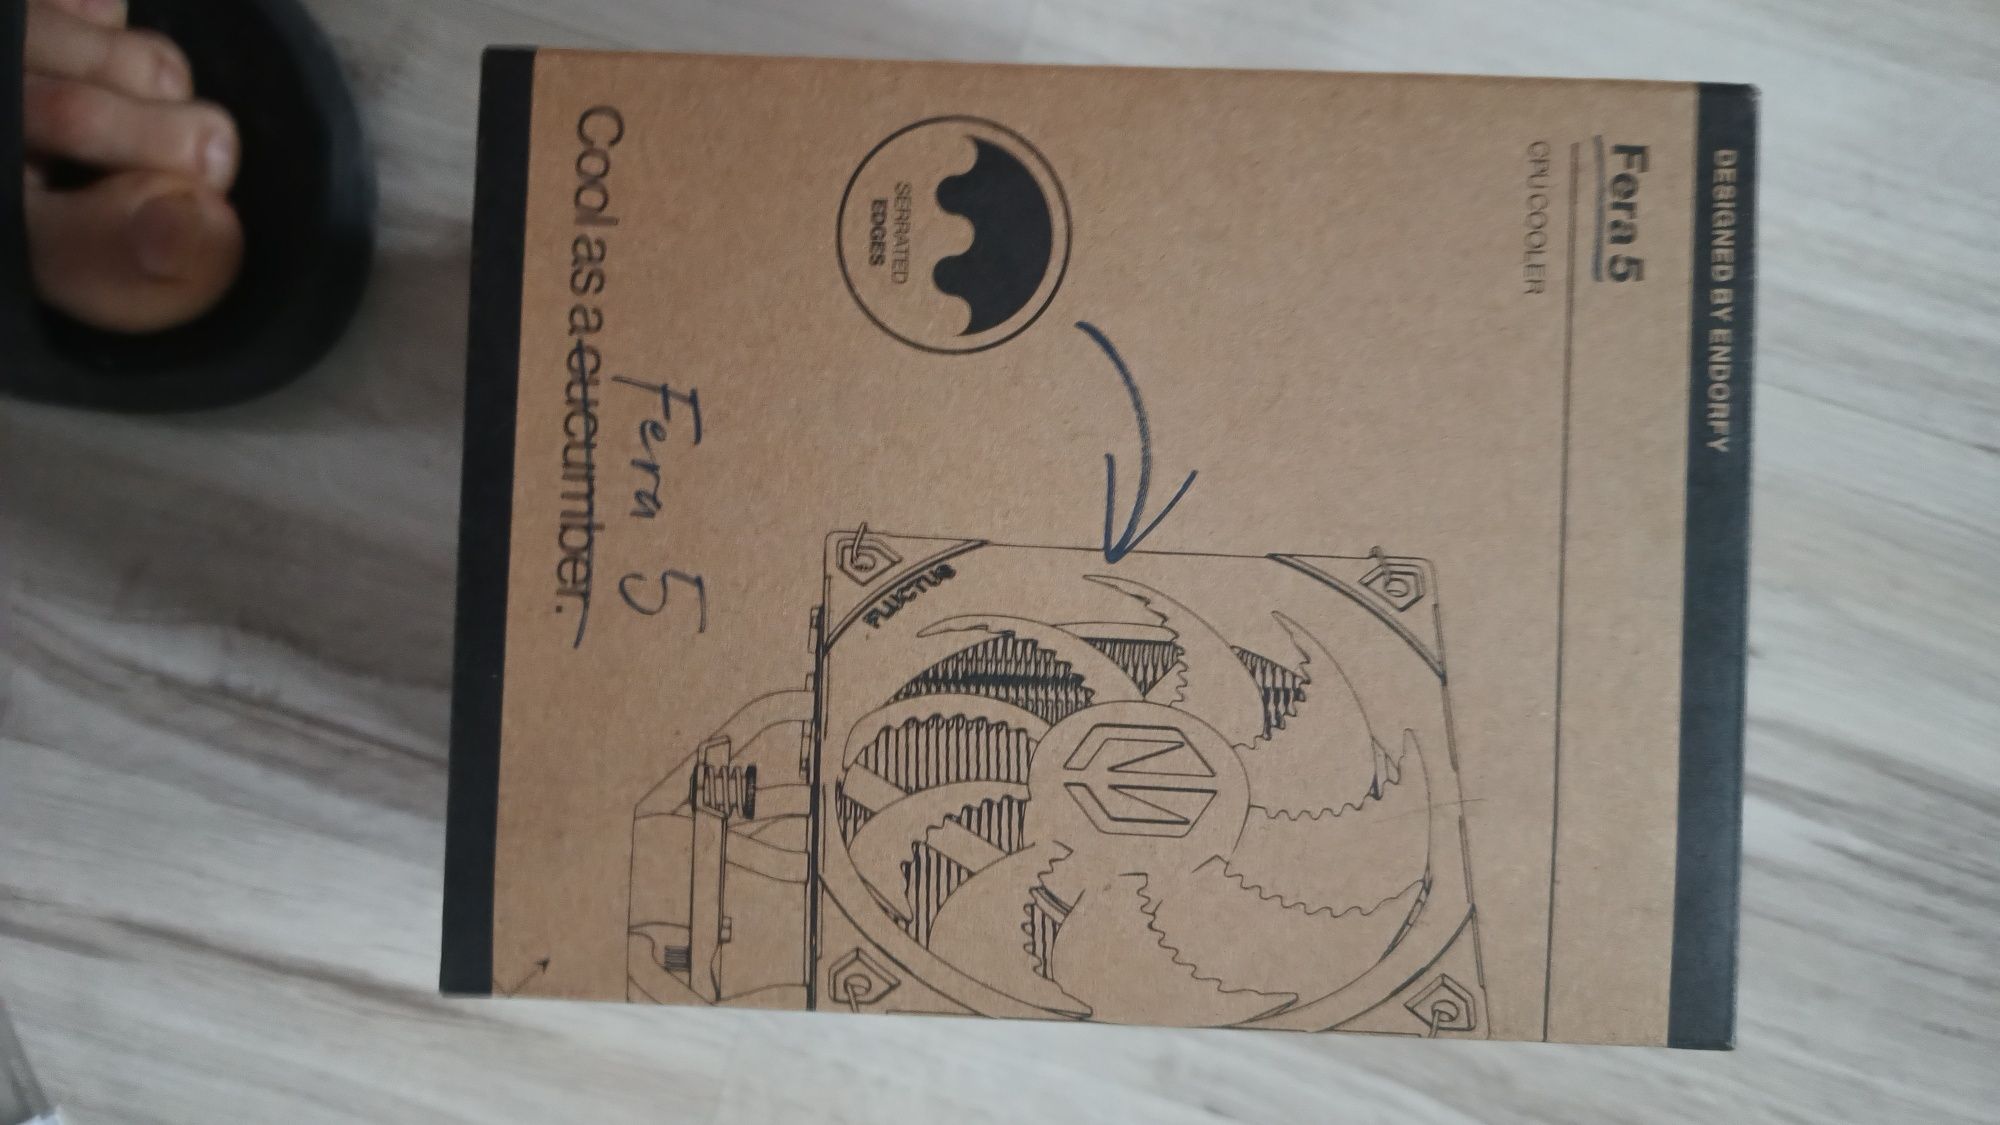 DESIGNED BY ENDORFY
Fera 5
CPU COOLER
SERRATED
EDGES
FLUCTUS
Fera 5
Cool as a cucumber.